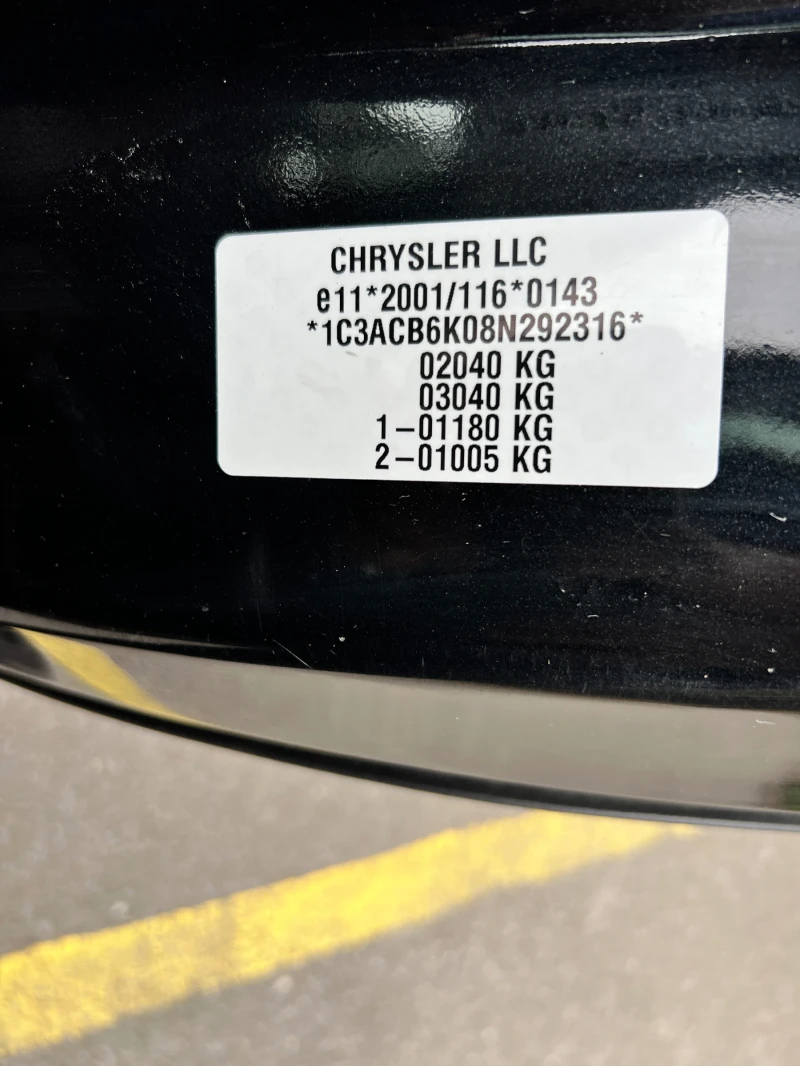 CHRYSLER LLC
e11*2001/116*0143
*1C3ACB6K08N292316*
02040 KG
03040 KG
1-01180 KG
2-01005 KG